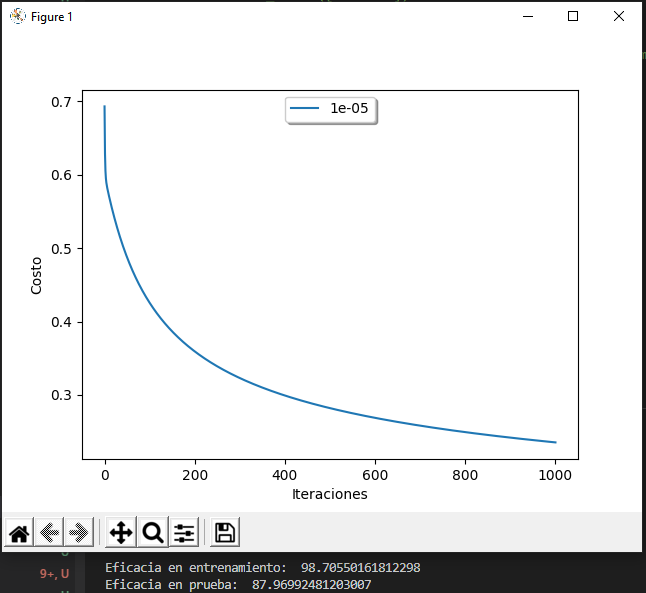 Figure 1
1e-05
0.7
0.6
0.5
0.4
0.3
Costo
0 200 400 600 800 1000
Iteraciones
9+, U
Eficacia en entrenamiento: 98.70550161812298
Eficacia en prueba: 87.96992481203007